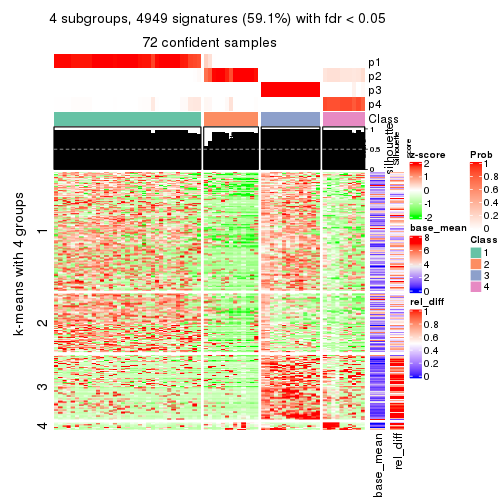 4 subgroups, 4949 signatures (59.1%) with fdr < 0.05
72 confident samples
p1
p2
p3
p4
Class
1
0.5
0
silhouette
Silhouette
score
k-means with 4 groups
1
2
3
4
base_mean
rel_diff
z-score
2
1
0
-1
-2
base_mean
8
6
4
2
0
rel_diff
1
0.8
0.6
0.4
0.2
0
Prob
1
0.8
0.6
0.4
0.2
0
Class
1
2
3
4